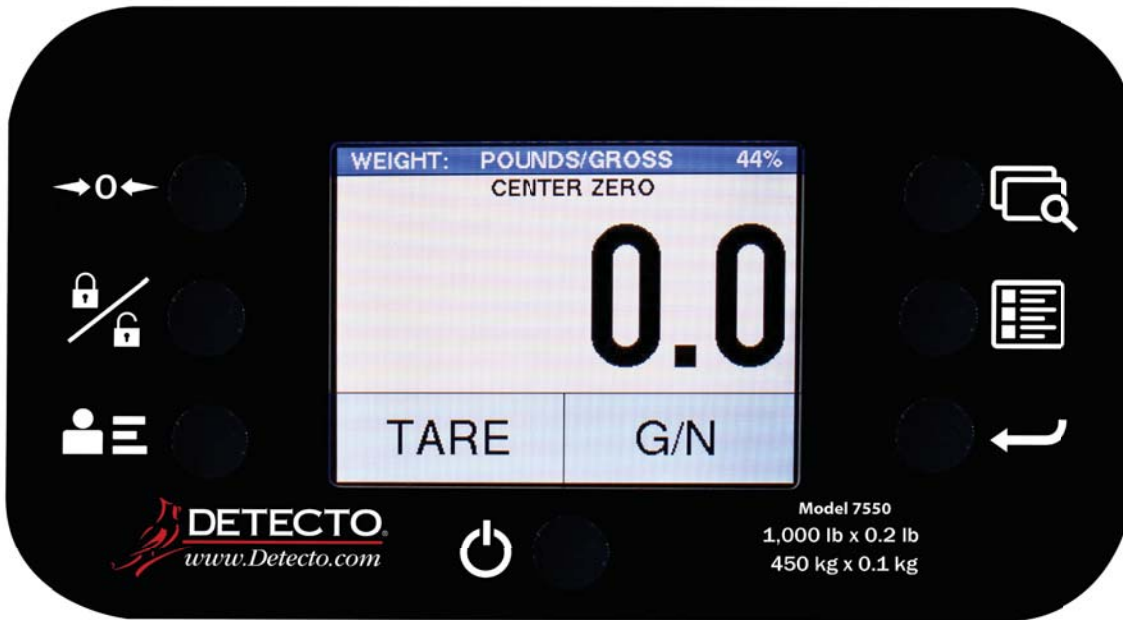 WEIGHT: POUNDS/GROSS 44%
CENTER ZERO
0.0
TARE G/N
→0←
DETECTO®
www.Detecto.com
Model 7550
1,000 lb x 0.2 lb
450 kg x 0.1 kg